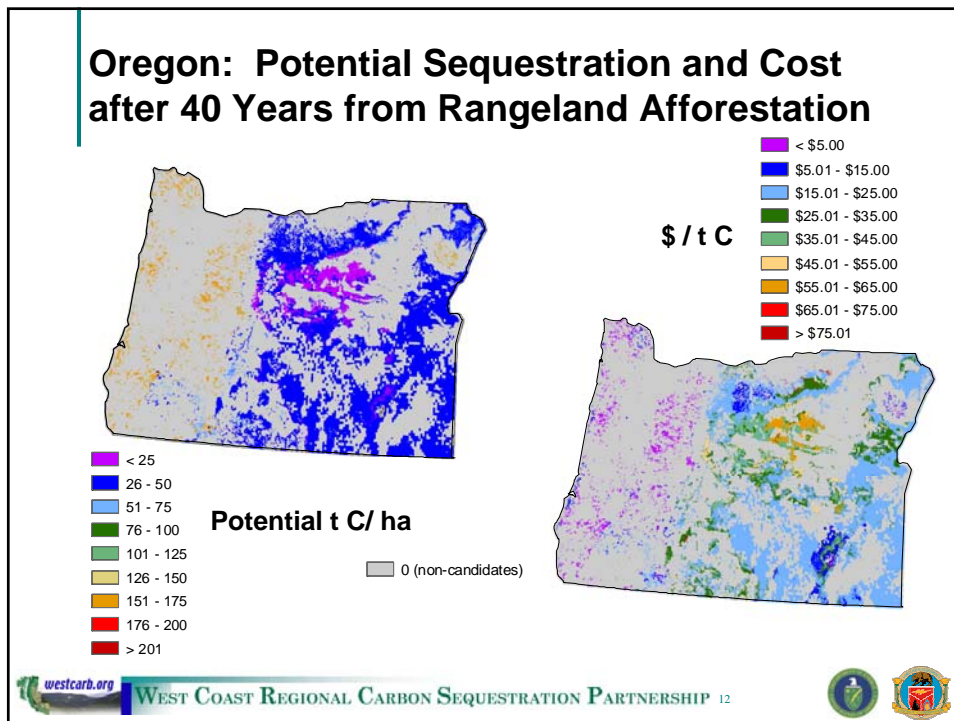 Oregon: Potential Sequestration and Cost
after 40 Years from Rangeland Afforestation
< $5.00
$5.01 - $15.00
$15.01 - $25.00
$25.01 - $35.00
$35.01 - $45.00
$45.01 - $55.00
$55.01 - $65.00
$65.01 - $75.00
> $75.01
$ / t C
< 25
26 - 50
51 - 75
76 - 100
101 - 125
126 - 150
151 - 175
176 - 200
> 201
Potential t C/ ha
0 (non-candidates)
westcarb.org
WEST COAST REGIONAL CARBON SEQUESTRATION PARTNERSHIP
12